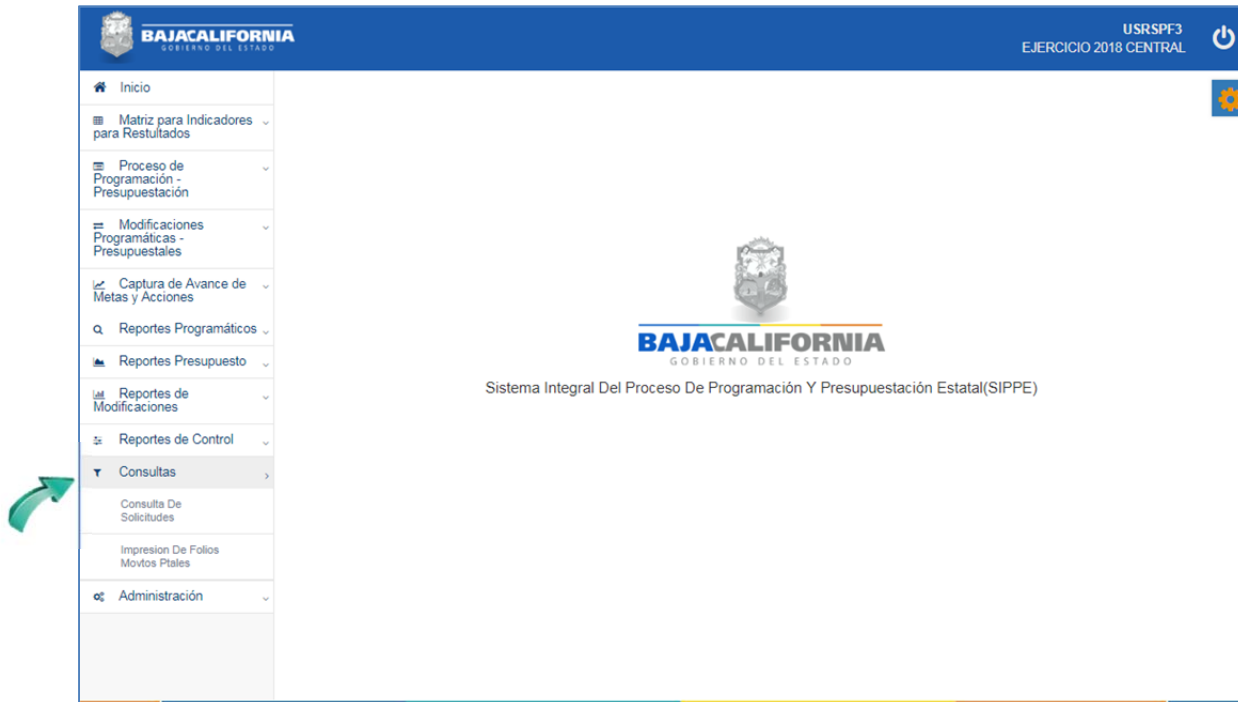 BAJACALIFORNIA
GOBIERNO DEL ESTADO
USRSPF3
EJERCICIO 2018 CENTRAL
Inicio
Matriz para Indicadores
para Restultados
Proceso de
Programación -
Presupuestación
Modificaciones
Programáticas -
Presupuestales
Captura de Avance de
Metas y Acciones
Reportes Programáticos
Reportes Presupuesto
Reportes de
Modificaciones
Reportes de Control
Consultas
Consulta De
Solicitudes
Impresion De Folios
Movtos Ptales
Administración
BAJACALIFORNIA
GOBIERNO DEL ESTADO
Sistema Integral Del Proceso De Programación Y Presupuestación Estatal(SIPPE)